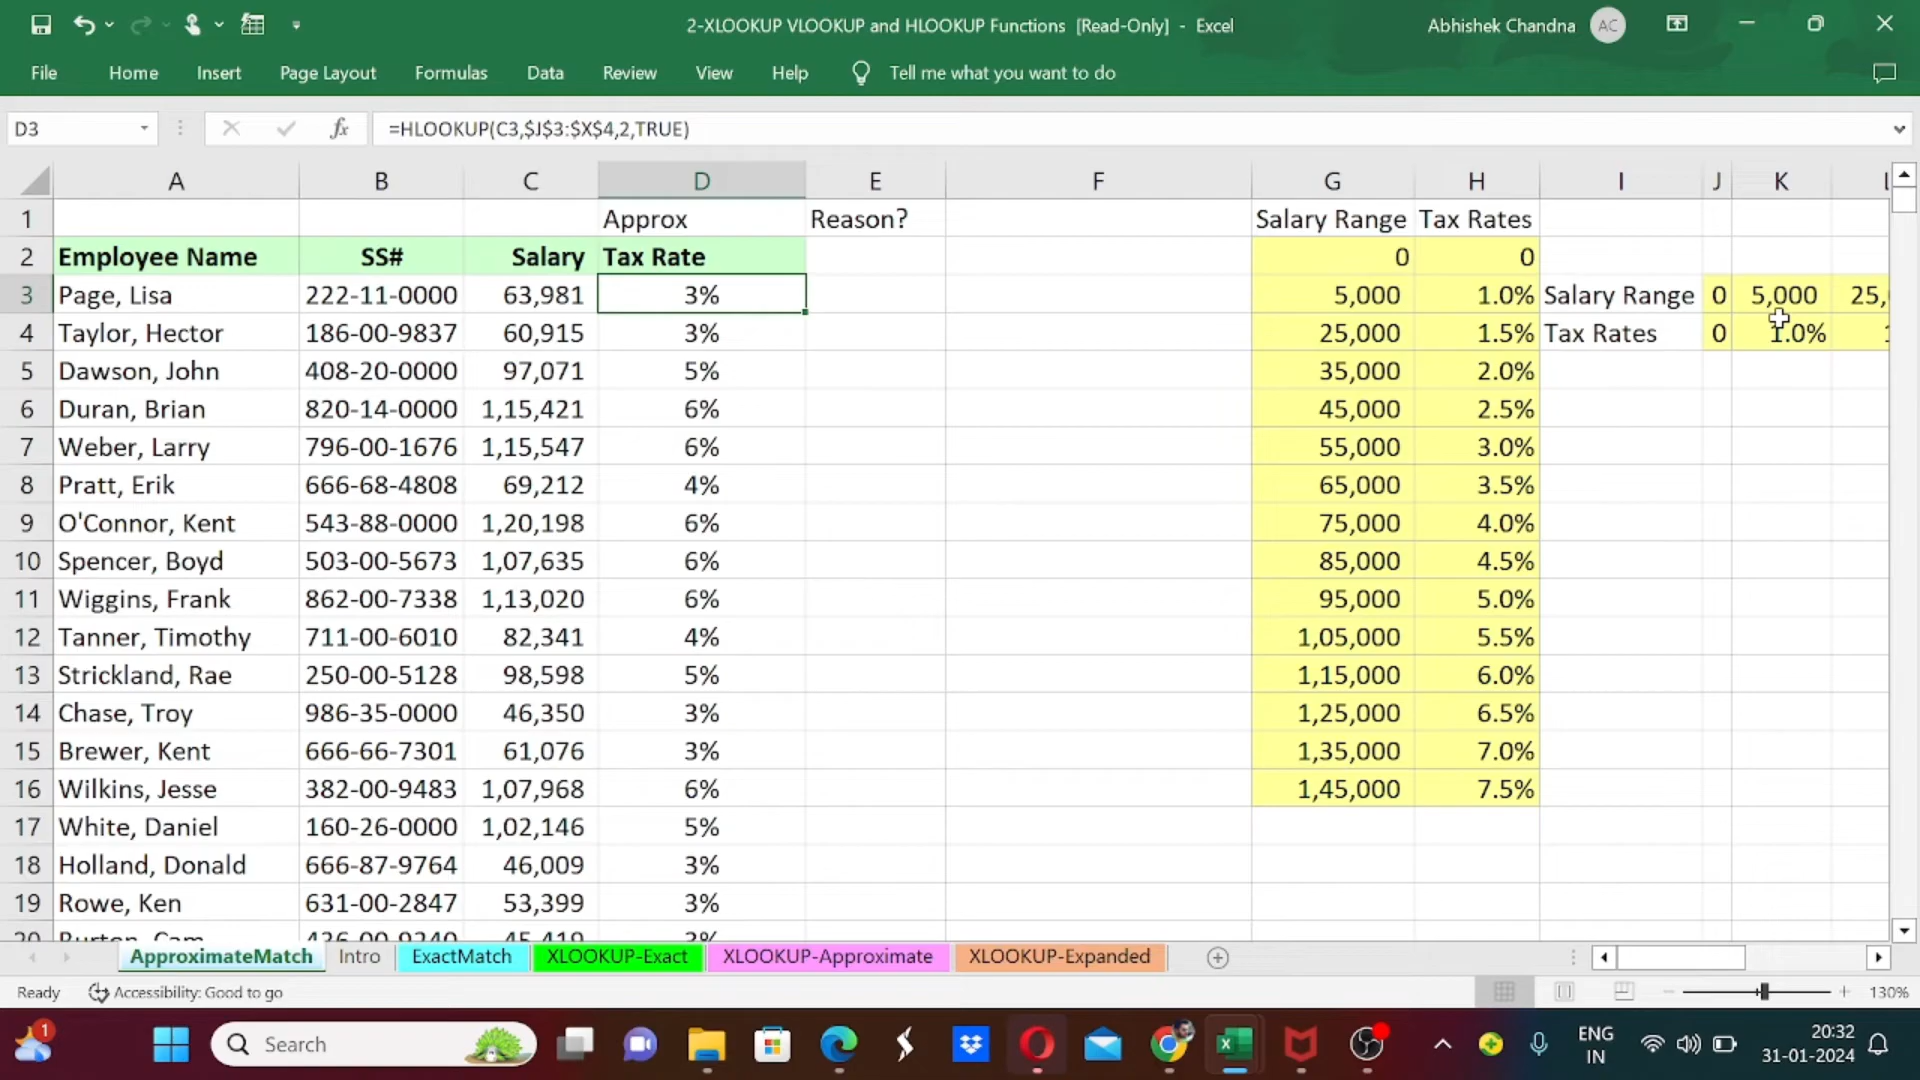 2-XLOOKUP VLOOKUP and HLOOKUP Functions [Read-Only] - Excel
Abhishek Chandna AC
File Home Insert Page Layout Formulas Data Review View Help Tell me what you want to do
D3 fx =HLOOKUP(C3,$J$3:$X$4,2,TRUE)
A B C D E F G H I J K
1 Approx Reason? Salary Range Tax Rates
2 Employee Name SS# Salary Tax Rate 0 0
3 Page, Lisa 222-11-0000 63,981 3% 5,000 1.0% Salary Range 0 5,000 25,
4 Taylor, Hector 186-00-9837 60,915 3% 25,000 1.5% Tax Rates 0 1.0%
5 Dawson, John 408-20-0000 97,071 5% 35,000 2.0%
6 Duran, Brian 820-14-0000 1,15,421 6% 45,000 2.5%
7 Weber, Larry 796-00-1676 1,15,547 6% 55,000 3.0%
8 Pratt, Erik 666-68-4808 69,212 4% 65,000 3.5%
9 O'Connor, Kent 543-88-0000 1,20,198 6% 75,000 4.0%
10 Spencer, Boyd 503-00-5673 1,07,635 6% 85,000 4.5%
11 Wiggins, Frank 862-00-7338 1,13,020 6% 95,000 5.0%
12 Tanner, Timothy 711-00-6010 82,341 4% 1,05,000 5.5%
13 Strickland, Rae 250-00-5128 98,598 5% 1,15,000 6.0%
14 Chase, Troy 986-35-0000 46,350 3% 1,25,000 6.5%
15 Brewer, Kent 666-66-7301 61,076 3% 1,35,000 7.0%
16 Wilkins, Jesse 382-00-9483 1,07,968 6% 1,45,000 7.5%
17 White, Daniel 160-26-0000 1,02,146 5%
18 Holland, Donald 666-87-9764 46,009 3%
19 Rowe, Ken 631-00-2847 53,399 3%
ApproximateMatch Intro ExactMatch XLOOKUP-Exact XLOOKUP-Approximate XLOOKUP-Expanded
Ready Accessibility: Good to go 130%
1 Search ENG IN 20:32 31-01-2024